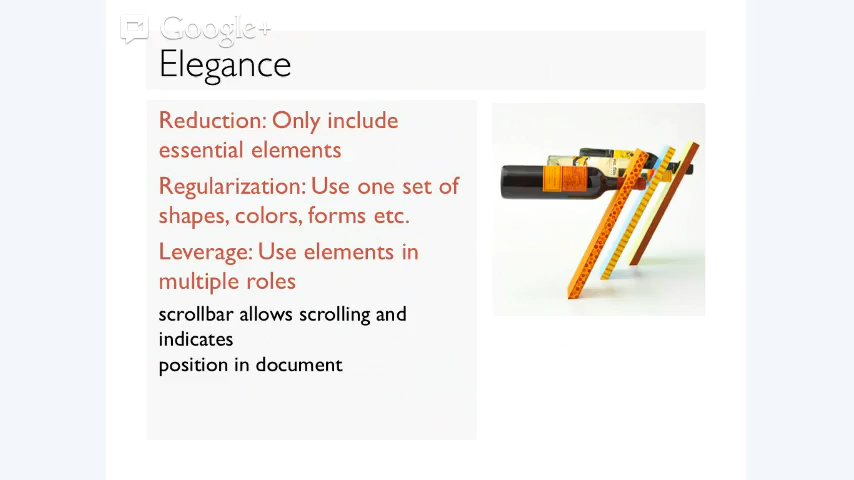 Google+
Elegance
Reduction: Only include
essential elements
Regularization: Use one set of
shapes, colors, forms etc.
Leverage: Use elements in
multiple roles
scrollbar allows scrolling and
indicates
position in document